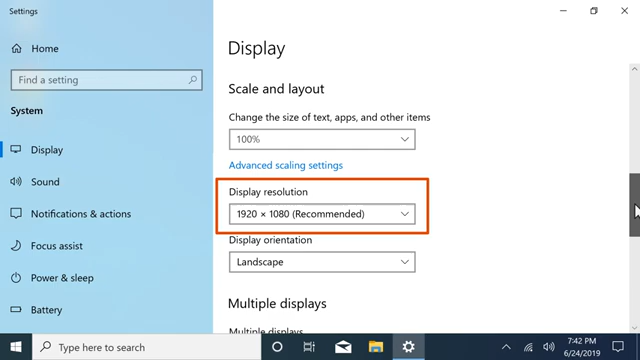 Settings
Home
Find a setting
System
Display
Sound
Notifications & actions
Focus assist
Power & sleep
Battery
Display
Scale and layout
Change the size of text, apps, and other items
100%
Advanced scaling settings
Display resolution
1920 × 1080 (Recommended)
Display orientation
Landscape
Multiple displays
Multiple displays
Type here to search
7:42 PM
6/24/2019